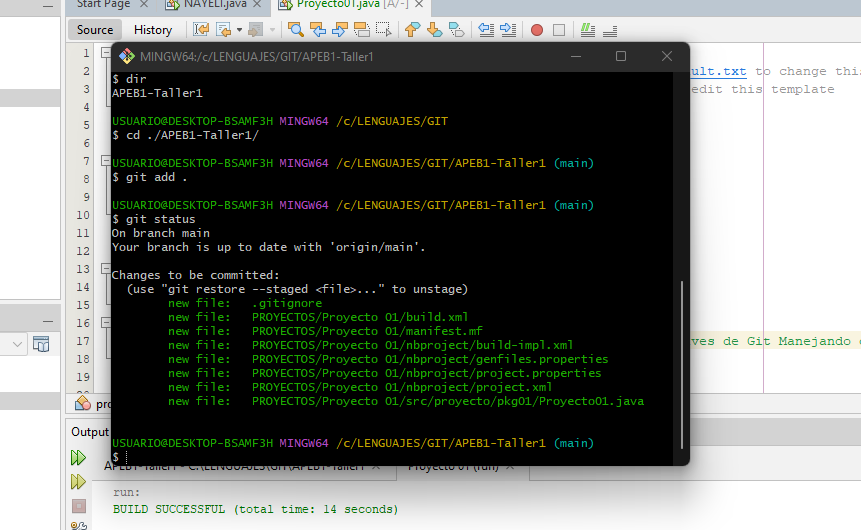 Start Page
NAYELI.java
Proyecto01.java [A/-]
Source
History
1
2
3
4
5
6
7
8
9
10
11
12
13
14
15
16
17
18
19
ult.txt to change thi
edit this template
ves de Git Manejando
MINGW64:/c/LENGUAJES/GIT/APEB1-Taller1
$ dir
APEB1-Taller1
USUARIO@DESKTOP-BSAMF3H MINGW64 /c/LENGUAJES/GIT
$ cd ./APEB1-Taller1/
USUARIO@DESKTOP-BSAMF3H MINGW64 /c/LENGUAJES/GIT/APEB1-Taller1 (main)
$ git add .
USUARIO@DESKTOP-BSAMF3H MINGW64 /c/LENGUAJES/GIT/APEB1-Taller1 (main)
$ git status
On branch main
Your branch is up to date with 'origin/main'.
Changes to be committed:
(use "git restore --staged <file>..." to unstage)
new file: .gitignore
new file: PROYECTOS/Proyecto 01/build.xml
new file: PROYECTOS/Proyecto 01/manifest.mf
new file: PROYECTOS/Proyecto 01/nbproject/build-impl.xml
new file: PROYECTOS/Proyecto 01/nbproject/genfiles.properties
new file: PROYECTOS/Proyecto 01/nbproject/project.properties
new file: PROYECTOS/Proyecto 01/nbproject/project.xml
new file: PROYECTOS/Proyecto 01/src/proyecto/pkg01/Proyecto01.java
USUARIO@DESKTOP-BSAMF3H MINGW64 /c/LENGUAJES/GIT/APEB1-Taller1 (main)
$
pro
Output
APEB1-Taller1 - C:\LENGUAJES\GIT\APEB1-Taller1
Proyecto 01 (run)
run:
BUILD SUCCESSFUL (total time: 14 seconds)